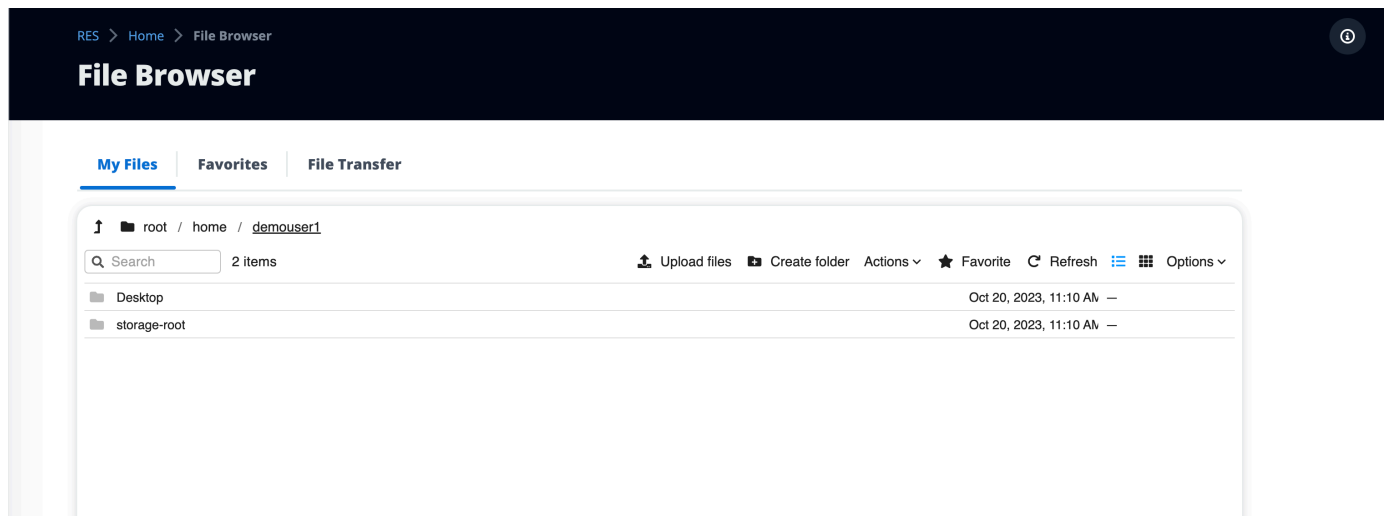 RES > Home > File Browser
File Browser
My Files Favorites File Transfer
root / home / demouser1
Search 2 items Upload files Create folder Actions Favorite Refresh Options
Desktop Oct 20, 2023, 11:10 AM —
storage-root Oct 20, 2023, 11:10 AM —